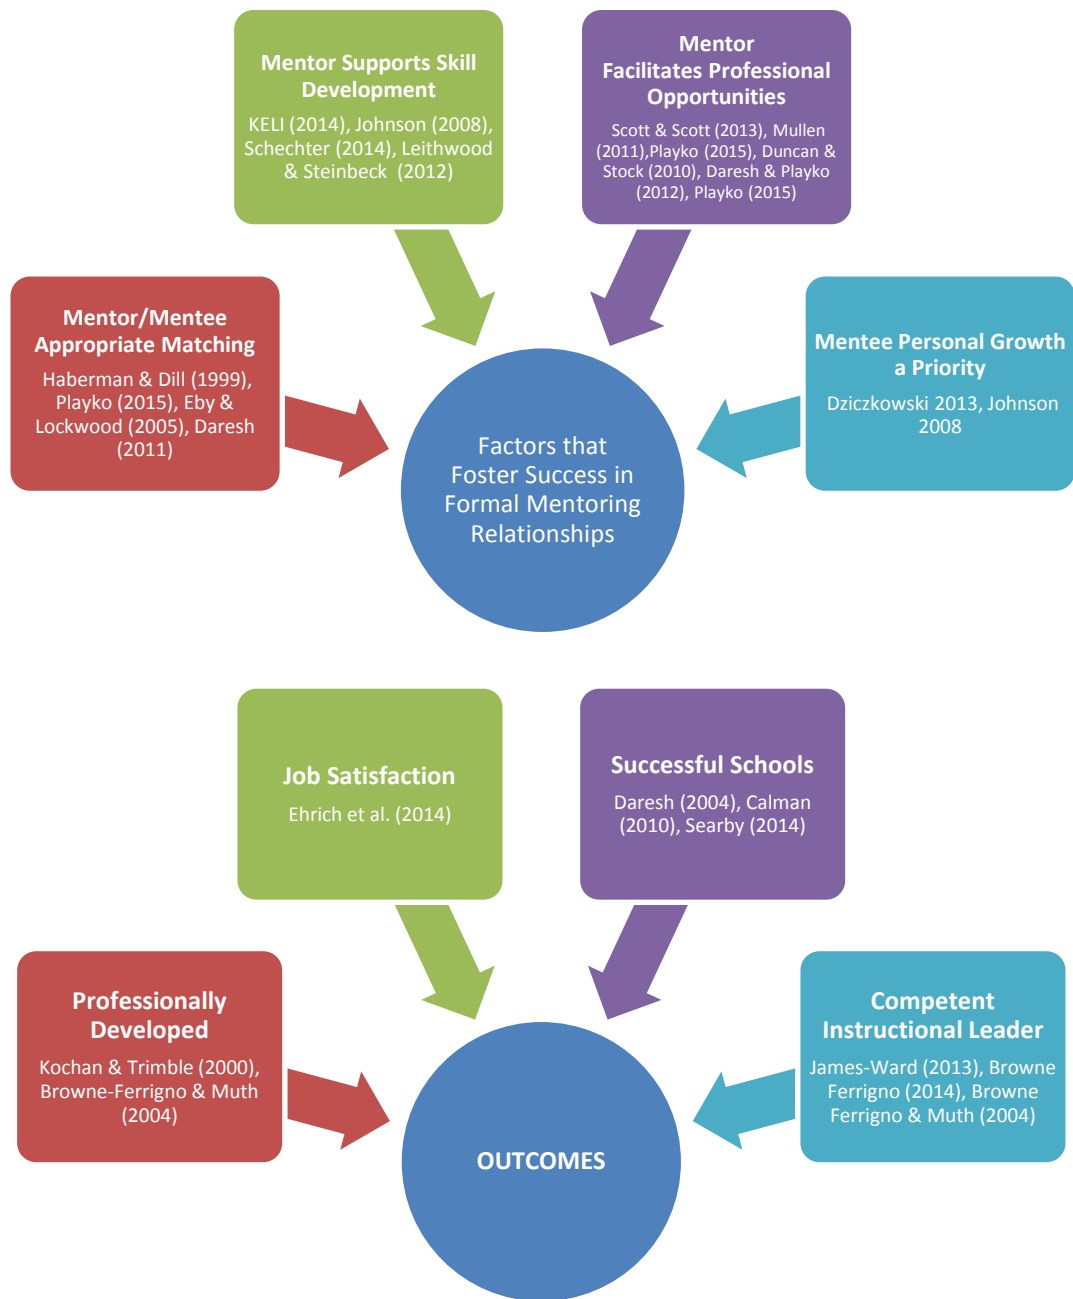 Mentor Supports Skill
Development
KELI (2014), Johnson (2008),
Schechter (2014), Leithwood
& Steinbeck  (2012)
Mentor
Facilitates Professional
Opportunities
Scott & Scott (2013), Mullen
(2011),Playko (2015), Duncan &
Stock (2010), Daresh & Playko
(2012), Playko (2015)
Mentor/Mentee
Appropriate Matching
Haberman & Dill (1999),
Playko (2015), Eby &
Lockwood (2005), Daresh
(2011)
Mentee Personal Growth
a Priority
Dziczkowski 2013, Johnson
2008
Factors that
Foster Success in
Formal Mentoring
Relationships
Job Satisfaction
Ehrich et al. (2014)
Successful Schools
Daresh (2004), Calman
(2010), Searby (2014)
Professionally
Developed
Kochan & Trimble (2000),
Browne-Ferrigno & Muth
(2004)
Competent
Instructional Leader
James-Ward (2013), Browne
Ferrigno (2014), Browne
Ferrigno & Muth (2004)
OUTCOMES